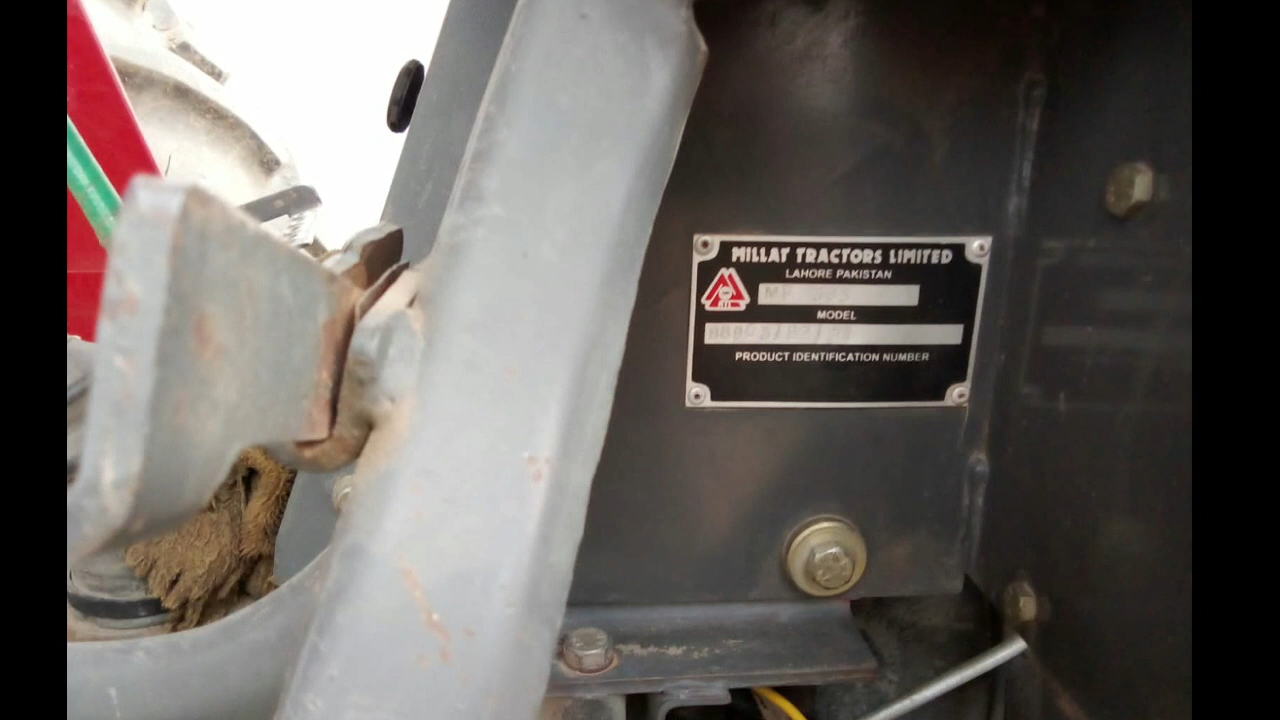 MILLAT TRACTORS LIMITED
LAHORE PAKISTAN
MODEL
PRODUCT IDENTIFICATION NUMBER